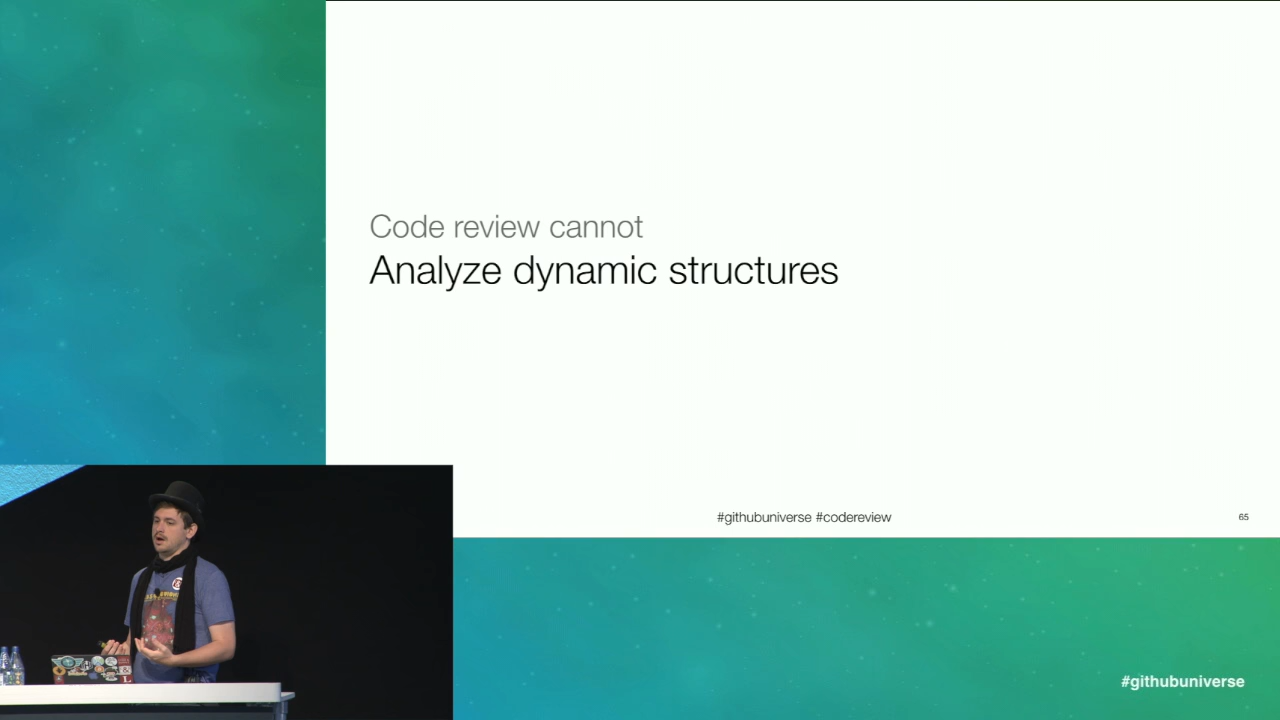 Code review cannot
Analyze dynamic structures
#githubuniverse #codereview
65
#githubuniverse